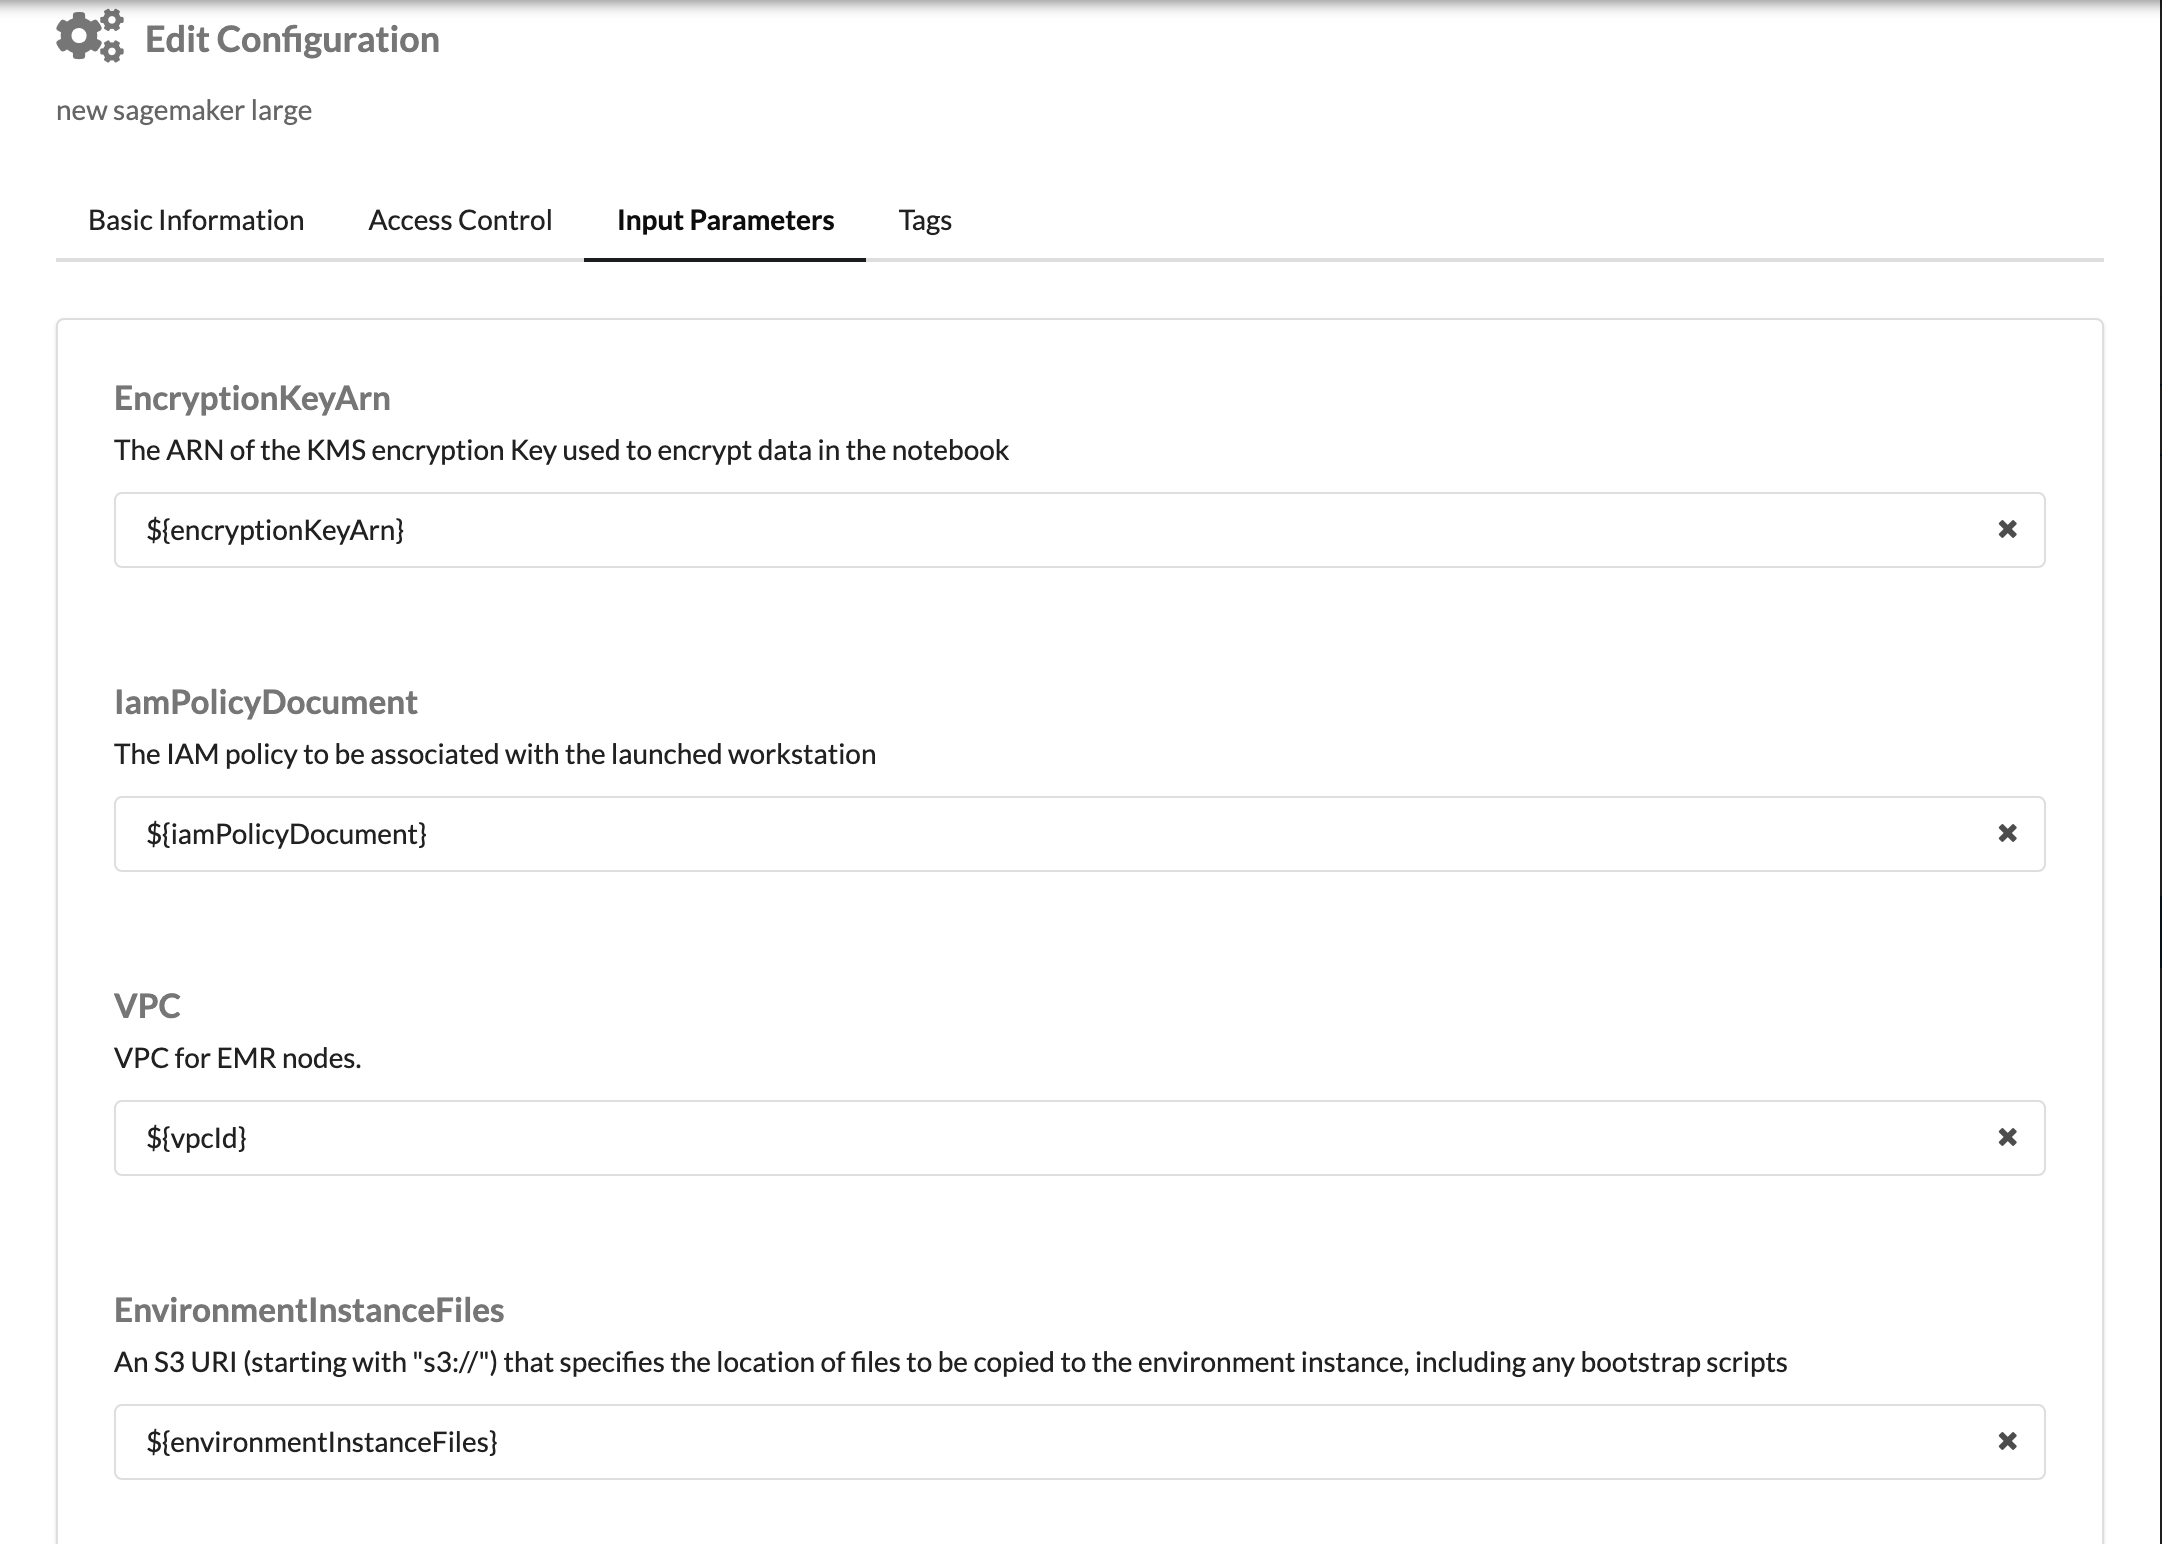 Edit Configuration
new sagemaker large
Basic Information Access Control Input Parameters Tags
EncryptionKeyArn
The ARN of the KMS encryption Key used to encrypt data in the notebook
${encryptionKeyArn}
IamPolicyDocument
The IAM policy to be associated with the launched workstation
${iamPolicyDocument}
VPC
VPC for EMR nodes.
${vpcId}
EnvironmentInstanceFiles
An S3 URI (starting with "s3://") that specifies the location of files to be copied to the environment instance, including any bootstrap scripts
${environmentInstanceFiles}